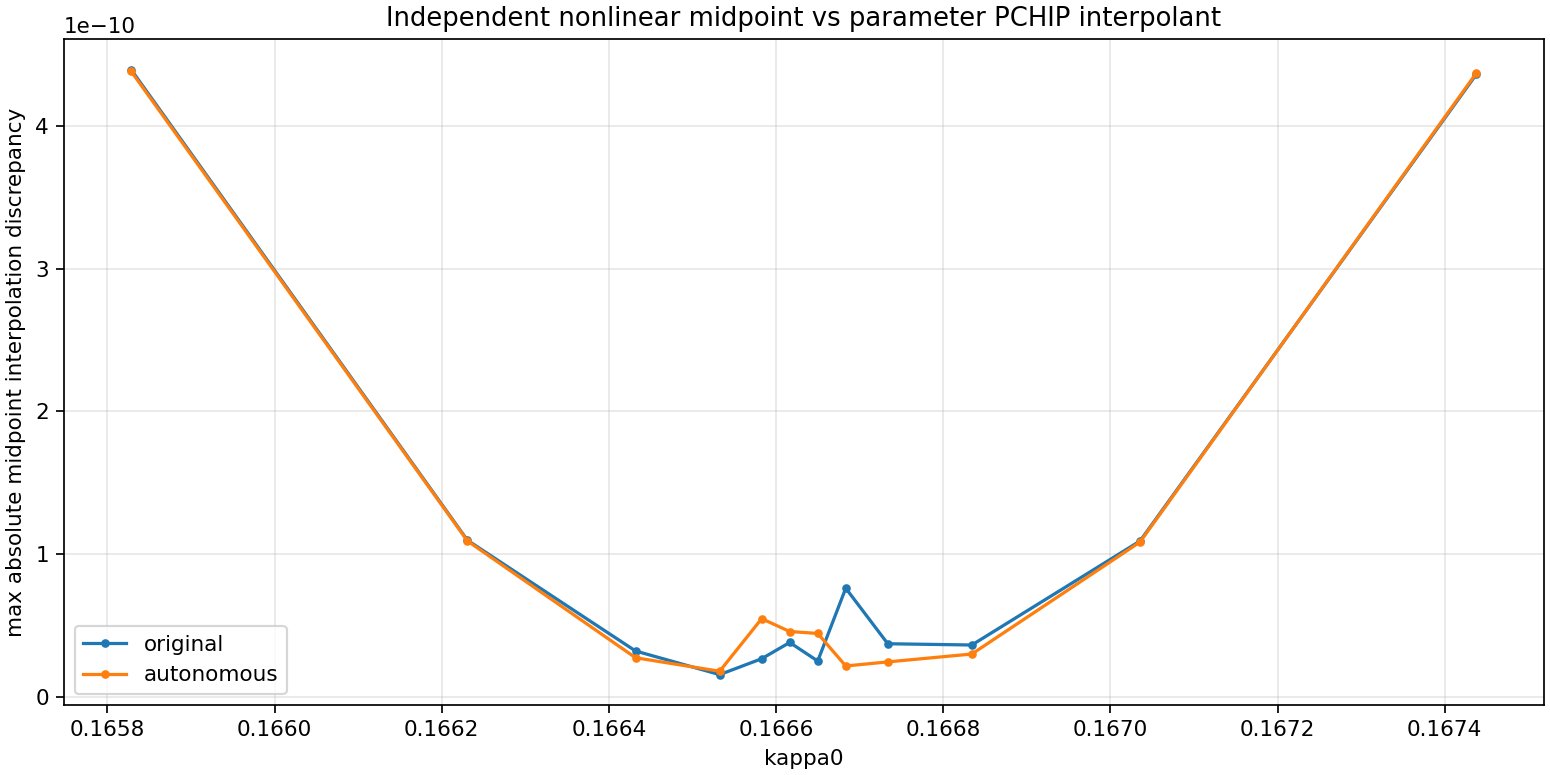 Independent nonlinear midpoint vs parameter PCHIP interpolant
1e−10
max absolute midpoint interpolation discrepancy
4
3
2
1
0
original
autonomous
0.1658
0.1660
0.1662
0.1664
0.1666
0.1668
0.1670
0.1672
0.1674
kappa0